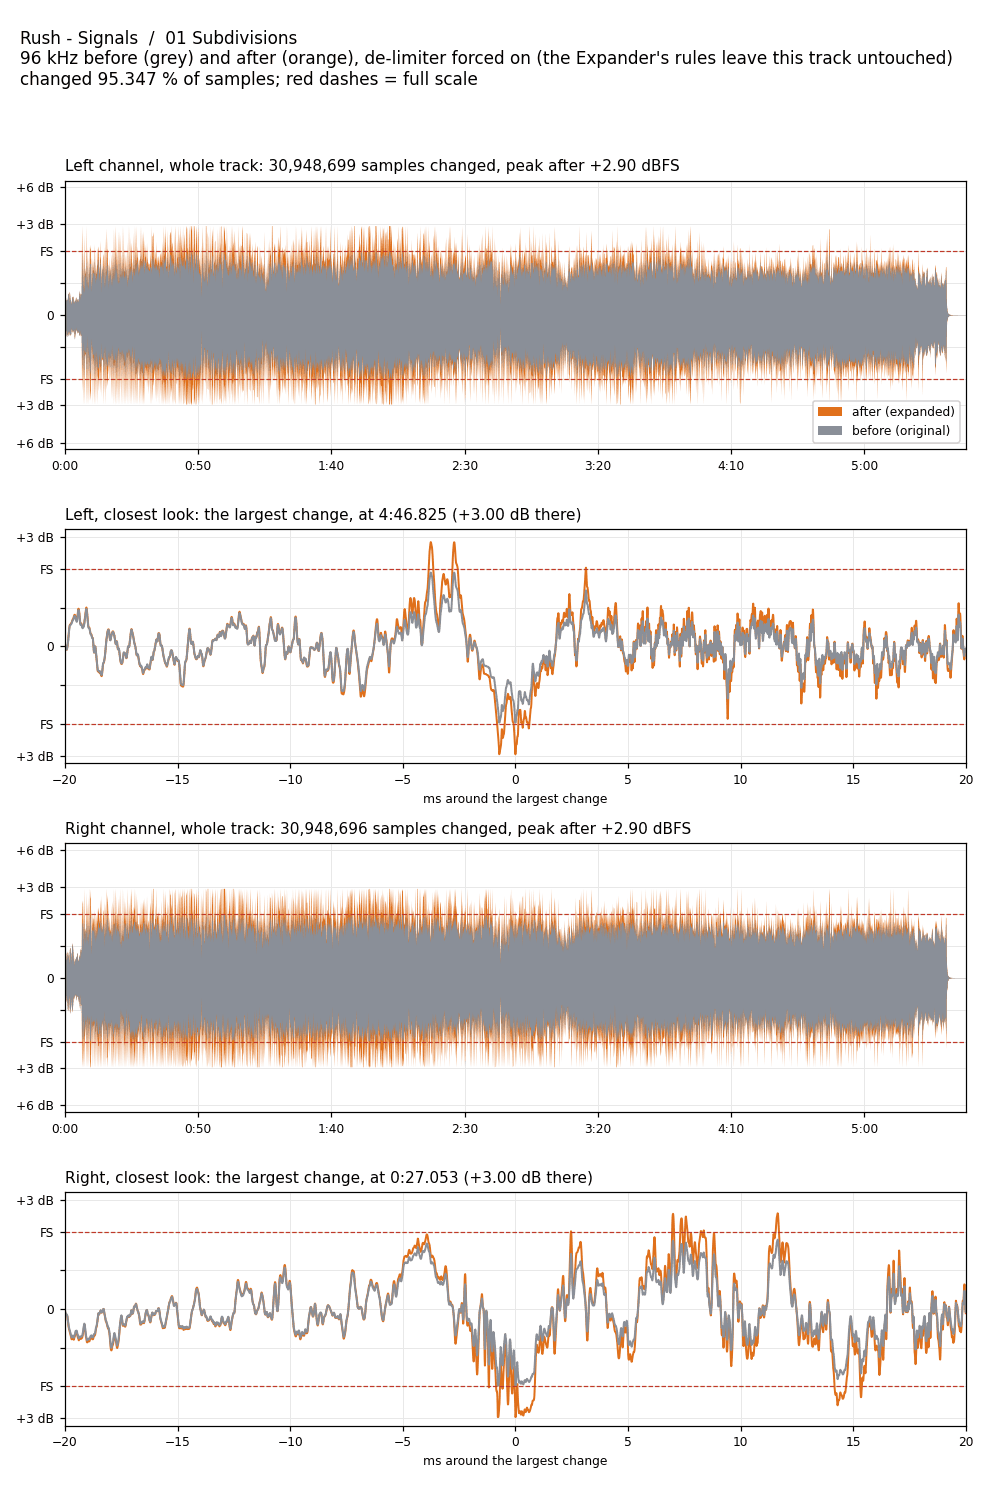 Rush - Signals / 01 Subdivisions
96 kHz before (grey) and after (orange), de-limiter forced on (the Expander's rules leave this track untouched)
changed 95.347 % of samples; red dashes = full scale
Left channel, whole track: 30,948,699 samples changed, peak after +2.90 dBFS
+6 dB
+3 dB
FS
0
FS
+3 dB
+6 dB
after (expanded)
before (original)
0:00 0:50 1:40 2:30 3:20 4:10 5:00
Left, closest look: the largest change, at 4:46.825 (+3.00 dB there)
+3 dB
FS
0
FS
+3 dB
−20 −15 −10 −5 0 5 10 15 20
ms around the largest change
Right channel, whole track: 30,948,696 samples changed, peak after +2.90 dBFS
+6 dB
+3 dB
FS
0
FS
+3 dB
+6 dB
0:00 0:50 1:40 2:30 3:20 4:10 5:00
Right, closest look: the largest change, at 0:27.053 (+3.00 dB there)
+3 dB
FS
0
FS
+3 dB
−20 −15 −10 −5 0 5 10 15 20
ms around the largest change